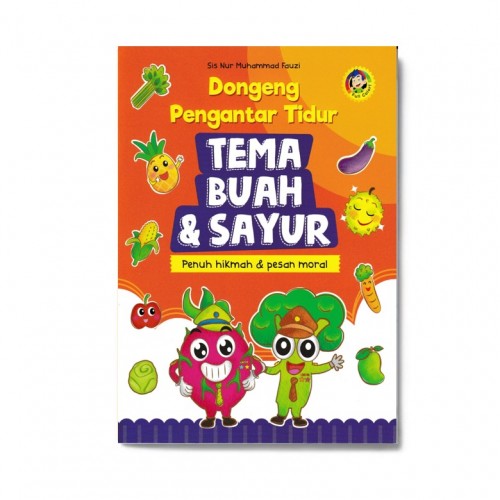 Sis Nur Muhammad Fauzi
Dongeng
Pengantar Tidur
TEMA
BUAH
& SAYUR
Penuh hikmah & pesan moral